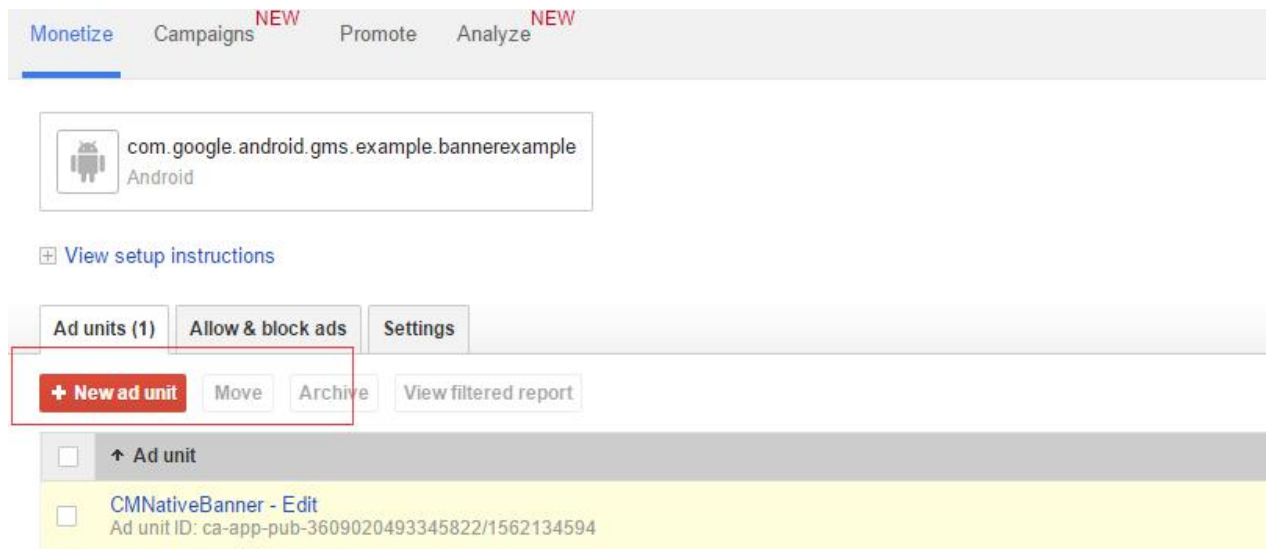 Monetize Campaigns NEW Promote Analyze NEW
com.google.android.gms.example.bannerexample
Android
View setup instructions
Ad units (1) Allow & block ads Settings
+ New ad unit Move Archive View filtered report
↑ Ad unit
CMNativeBanner - Edit
Ad unit ID: ca-app-pub-3609020493345822/1562134594